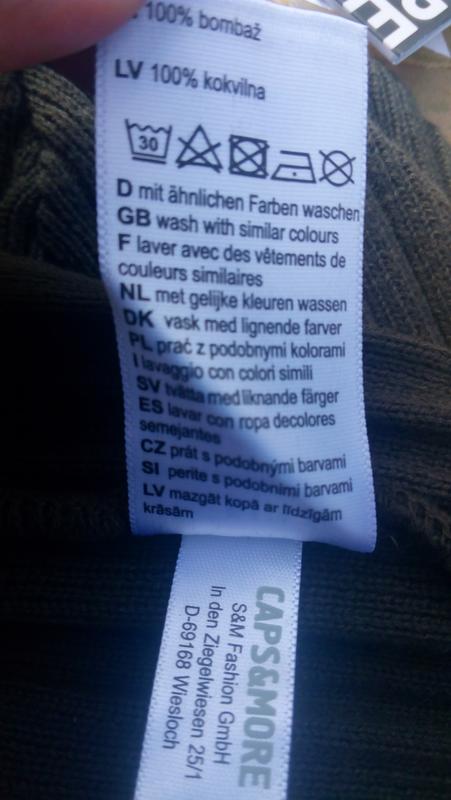 100% bombaž
LV 100% kokvilna
30
D mit ähnlichen Farben waschen
GB wash with similar colours
F laver avec des vêtements de
couleurs similaires
NL met gelijke kleuren wassen
DK vask med lignende farver
PL prać z podobnymi kolorami
I lavaggio con colori simili
SV tvätta med liknande färger
ES lavar con ropa decolores
semejantes
CZ prát s podobnými barvami
SI perite s podobnimi barvami
LV mazgāt kopā ar līdzīgām
krāsām
CAPS&MORE
S&M Fashion GmbH
In den Ziegelwiesen 25/1
D-69168 Wiesloch